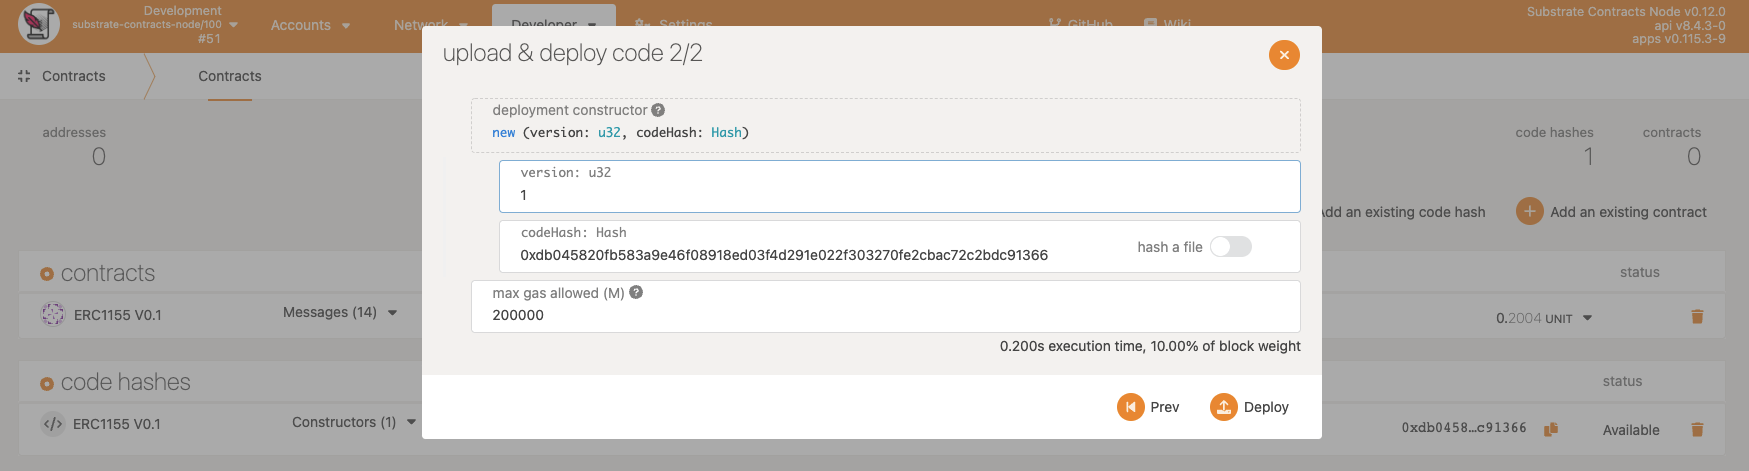 Development
substrate-contracts-node/100
#51
Accounts
Network
Developer
Settings
GitHub
Wiki
Substrate Contracts Node v0.12.0
api v8.4.3-0
apps v0.115.3-9
Contracts
Contracts
upload & deploy code 2/2
addresses
0
code hashes
1
contracts
0
deployment constructor
new (version: u32, codeHash: Hash)
version: u32
1
Add an existing code hash
Add an existing contract
codeHash: Hash
0xdb045820fb583a9e46f08918ed03f4d291e022f303270fe2cbac72c2bdc91366
hash a file
contracts
status
max gas allowed (M)
200000
ERC1155 V0.1
Messages (14)
0.2004 UNIT
0.200s execution time, 10.00% of block weight
code hashes
status
Prev
Deploy
ERC1155 V0.1
Constructors (1)
0xdb0458…c91366
Available